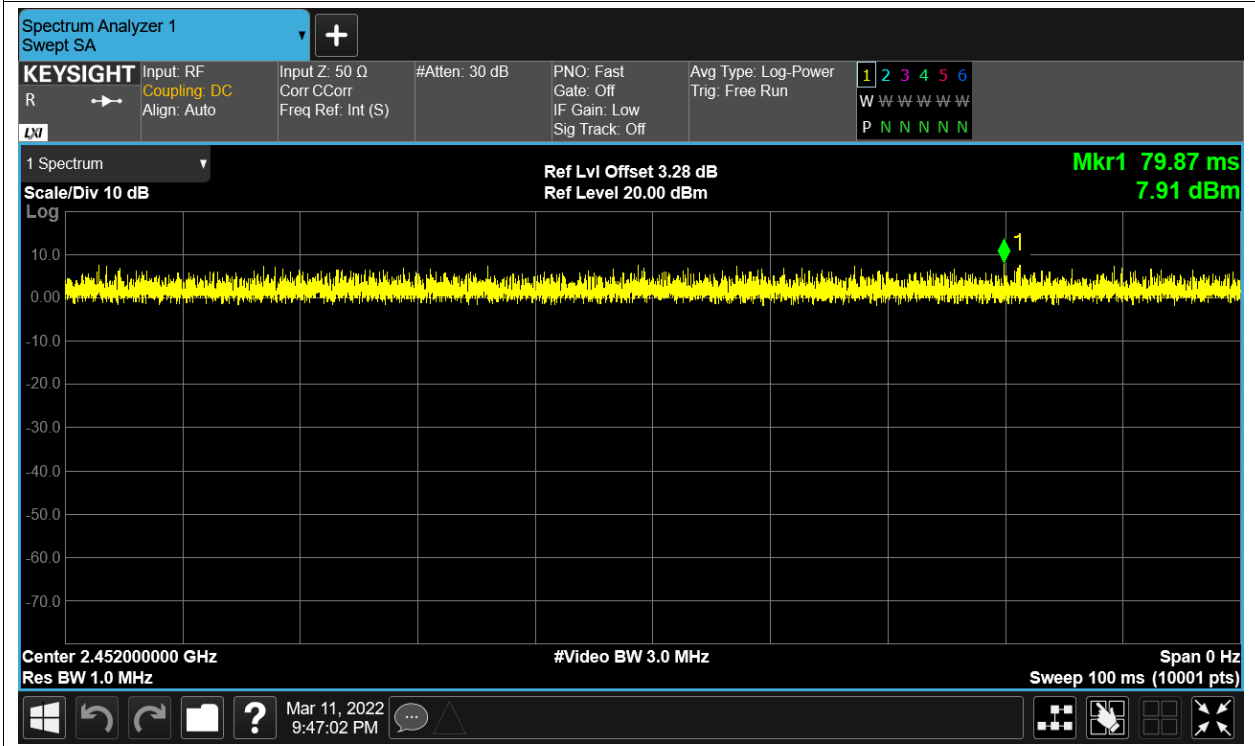 Spectrum Analyzer 1
Swept SA
KEYSIGHT
R
LXI
Input: RF
Coupling: DC
Align: Auto
Input Z: 50 Ω
Corr CCorr
Freq Ref: Int (S)
#Atten: 30 dB
PNO: Fast
Gate: Off
IF Gain: Low
Sig Track: Off
Avg Type: Log-Power
Trig: Free Run
1 2 3 4 5 6
W W W W W W
P N N N N N
1 Spectrum
Scale/Div 10 dB
Ref Lvl Offset 3.28 dB
Ref Level 20.00 dBm
Mkr1 79.87 ms
7.91 dBm
Log
1
10.0
0.00
-10.0
-20.0
-30.0
-40.0
-50.0
-60.0
-70.0
Center 2.452000000 GHz
#Video BW 3.0 MHz
Span 0 Hz
Res BW 1.0 MHz
Sweep 100 ms (10001 pts)
?
Mar 11, 2022
9:47:02 PM